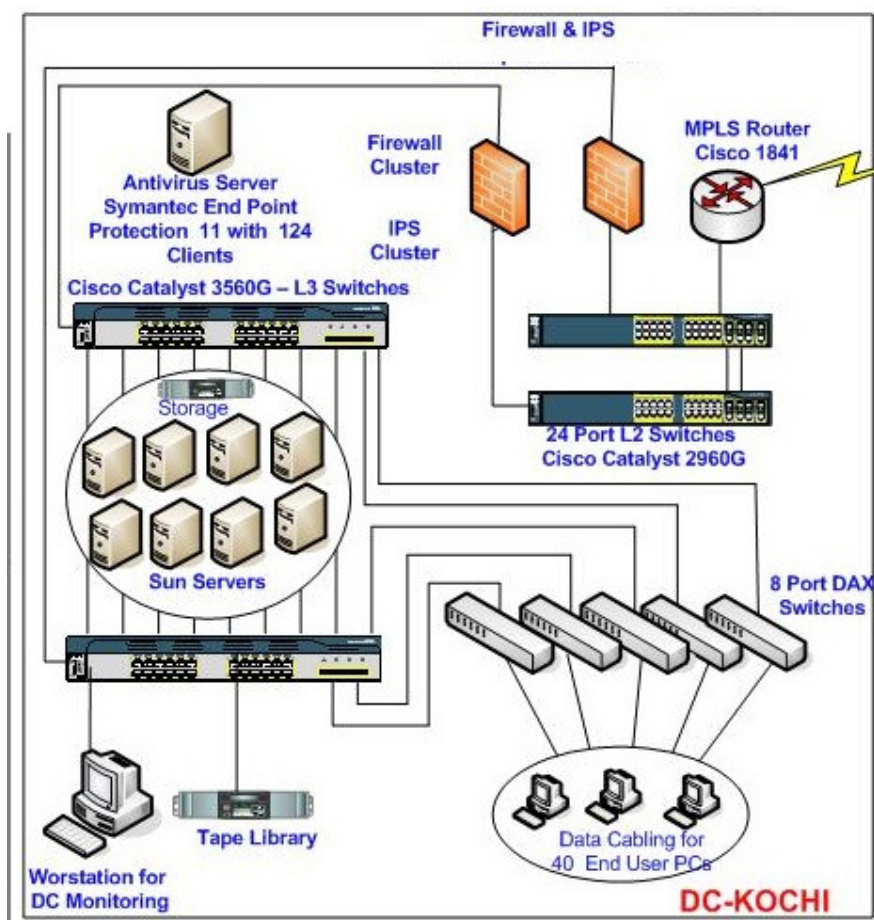 Firewall & IPS
Firewall
Cluster
MPLS Router
Cisco 1841
Antivirus Server
Symantec End Point
Protection 11 with 124
Clients
IPS
Cluster
Cisco Catalyst 3560G – L3 Switches
Storage
24 Port L2 Switches
Cisco Catalyst 2960G
Sun Servers
8 Port DAX
Switches
Tape Library
Data Cabling for
40 End User PCs
Worstation for
DC Monitoring
DC-KOCHI